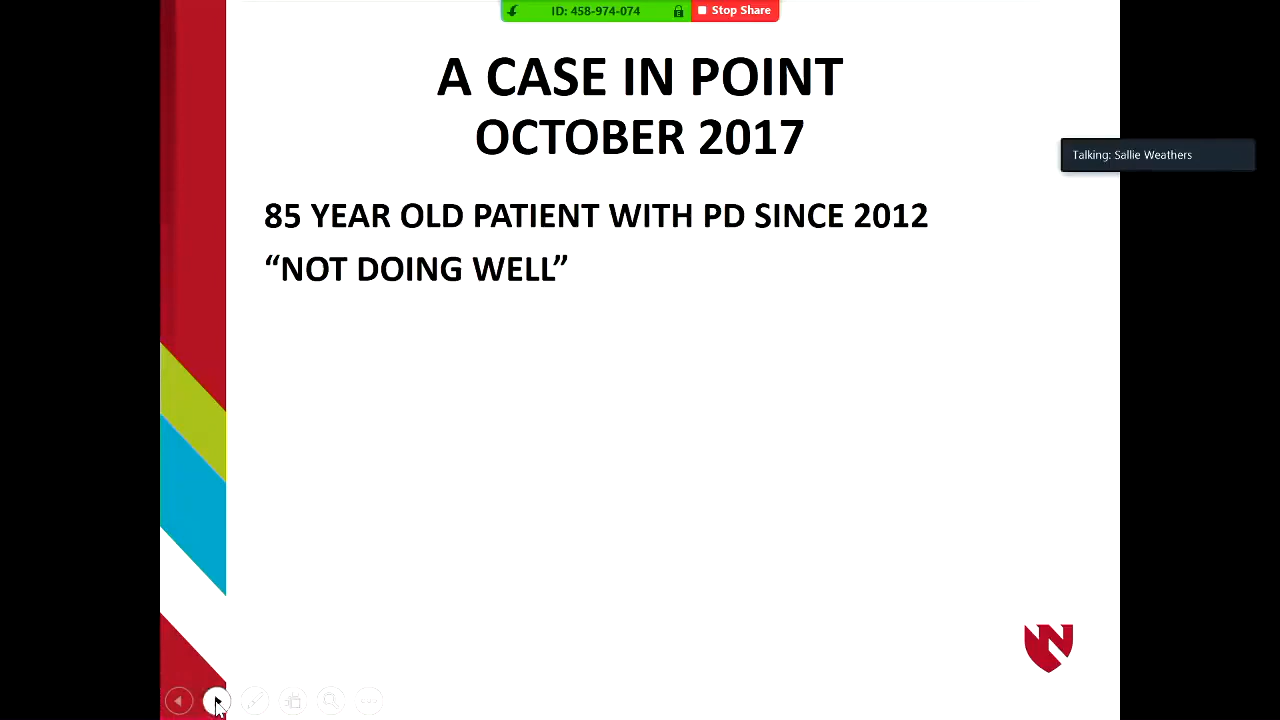 ID: 458-974-074
Stop Share
A CASE IN POINT
OCTOBER 2017
Talking: Sallie Weathers
85 YEAR OLD PATIENT WITH PD SINCE 2012
“NOT DOING WELL”